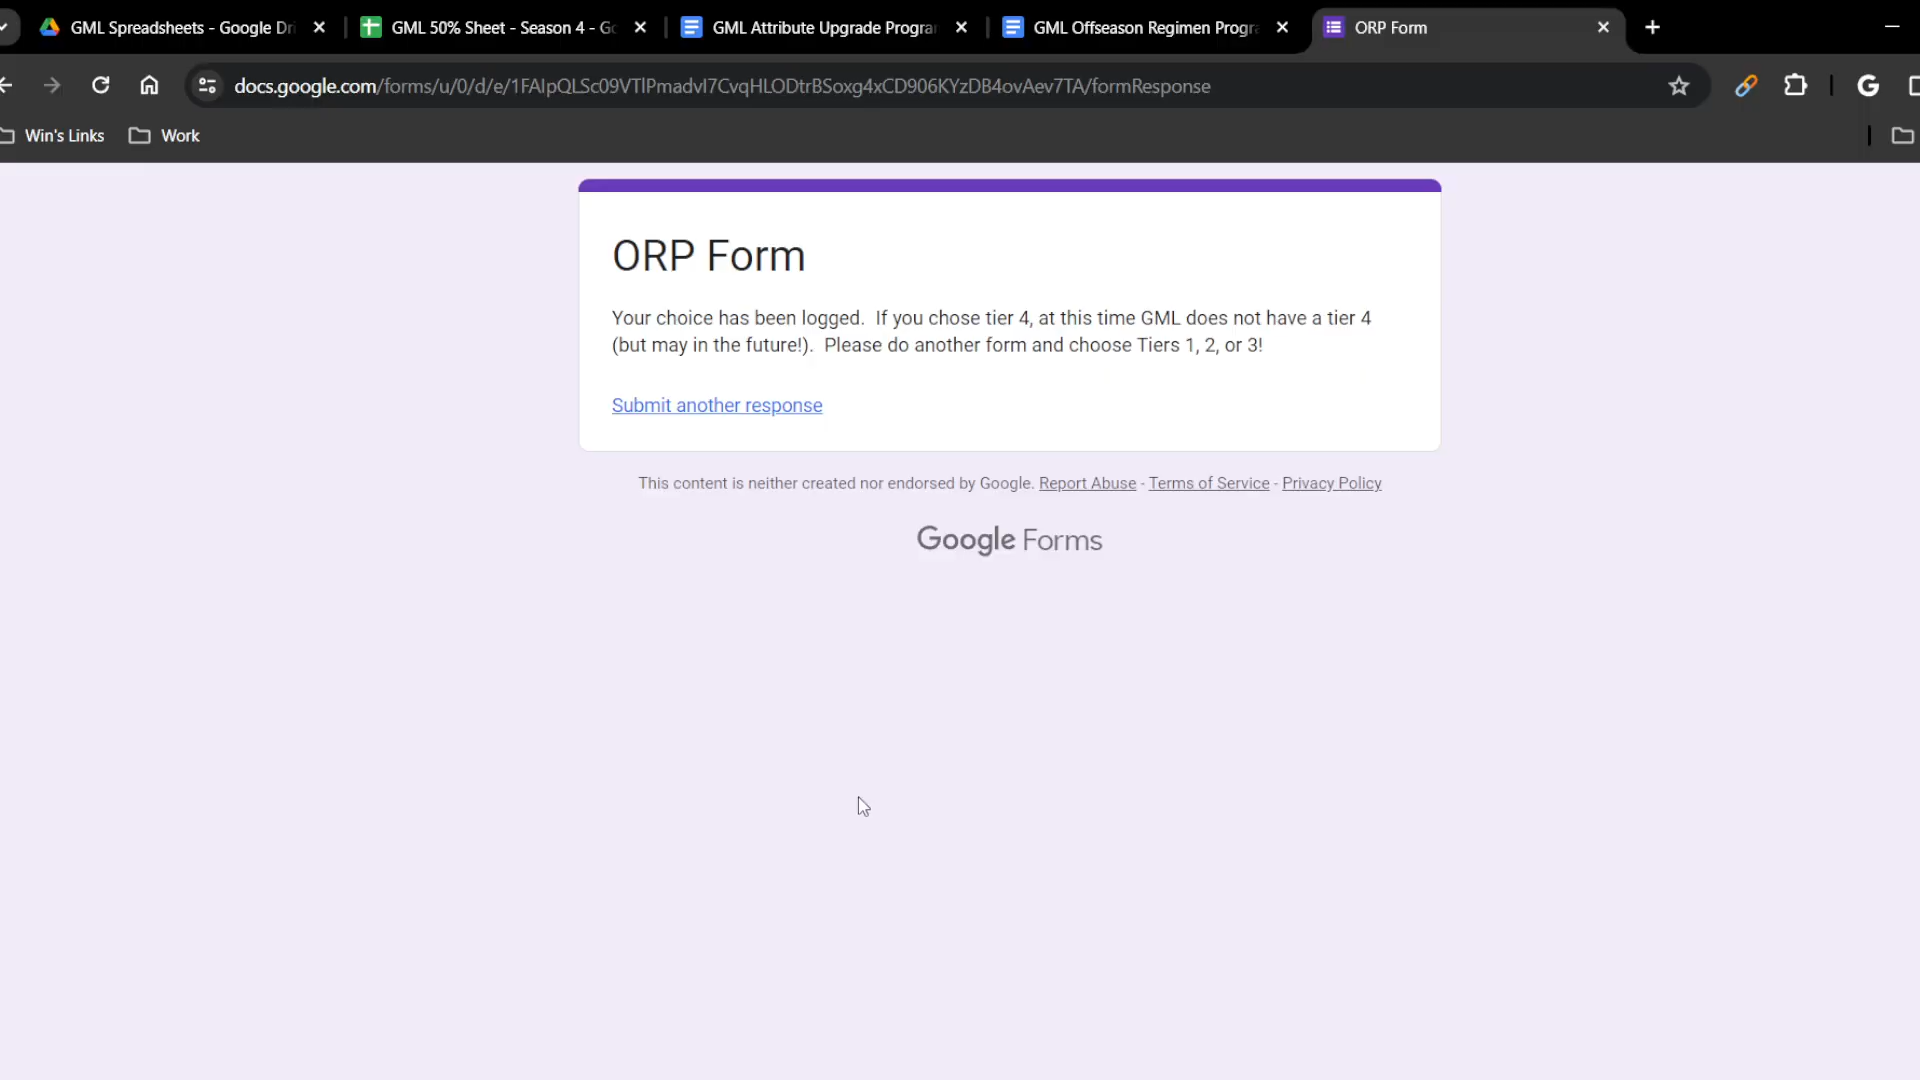 GML Spreadsheets - Google Dri
GML 50% Sheet - Season 4 - Go
GML Attribute Upgrade Program
GML Offseason Regimen Progra
ORP Form
docs.google.com/forms/u/0/d/e/1FAIpQLSc09VTlPmadvI7CvqHLODtrBSoxg4xCD906KYzDB4ovAev7TA/formResponse
Win's Links
Work
ORP Form
Your choice has been logged.  If you chose tier 4, at this time GML does not have a tier 4
(but may in the future!).  Please do another form and choose Tiers 1, 2, or 3!
Submit another response
This content is neither created nor endorsed by Google. Report Abuse - Terms of Service - Privacy Policy
Google Forms